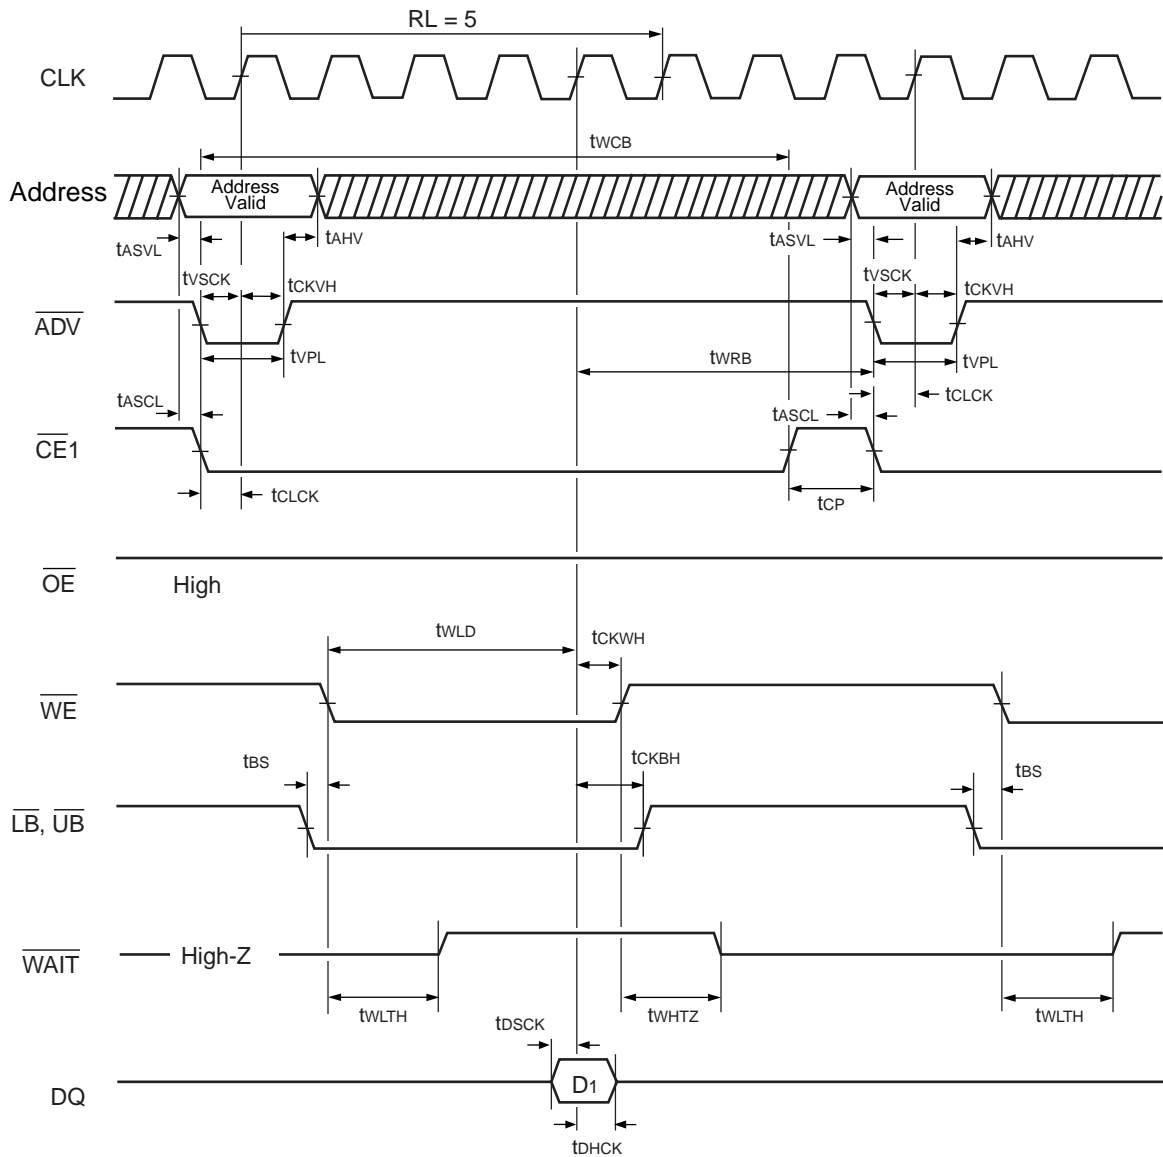 RL = 5
CLK
tWCB
Address
Address
Valid
Address
Valid
tASVL
tAHV
tASVL
tAHV
tVSCK
tCKVH
tVSCK
tCKVH
ADV
tVPL
tWRB
tVPL
tASCL
tASCL
tCLCK
CE1
tCLCK
tCP
OE
High
tWLD
tCKWH
WE
tBS
tCKBH
tBS
LB, UB
WAIT
High-Z
tWLTH
tWHTZ
tWLTH
tDSCK
DQ
D1
tDHCK